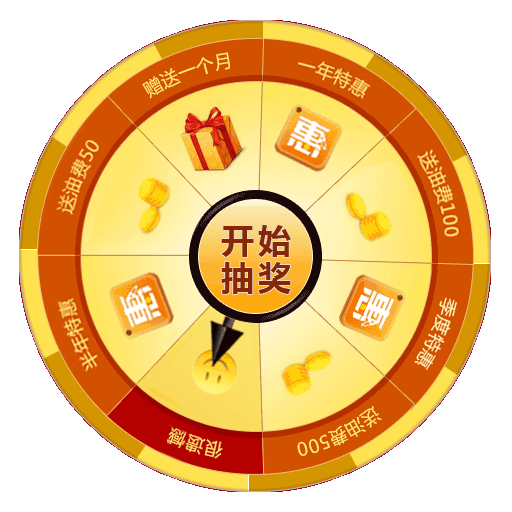 赠送一个月
一年特惠
送油费100
季度特惠
送油费500
很遗憾
半年特惠
送油费50
惠
惠
惠
开始
抽奖